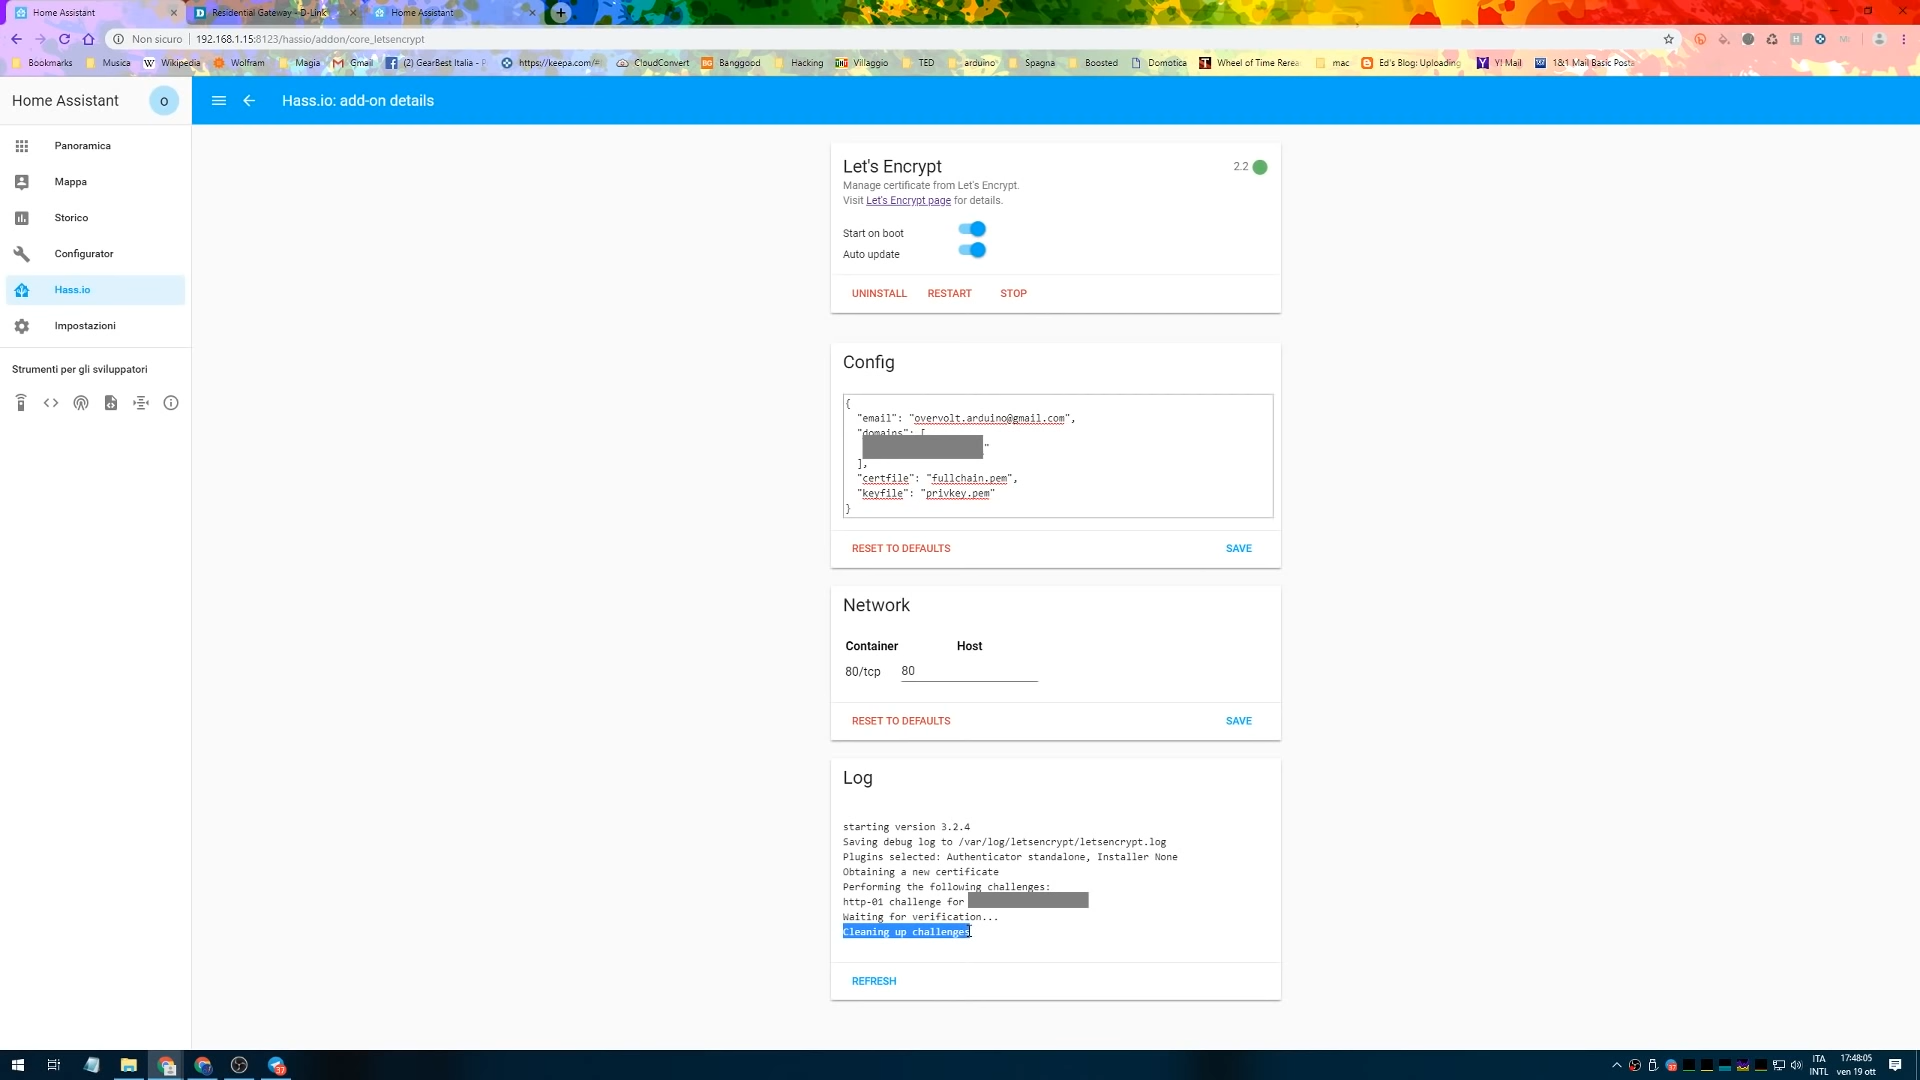 Home Assistant
Residential Gateway - D-Link
Home Assistant
Non sicuro
192.168.1.15:8123/hassio/addon/core_letsencrypt
Bookmarks
Musica
Wikipedia
Wolfram
Magia
Gmail
(2) GearBest Italia - P
https://keepa.com/#
CloudConvert
Banggood
Hacking
Villaggio
TED
arduino
Spagna
Boosted
Domotica
Wheel of Time Rerea
mac
Ed's Blog: Uploading
Y! Mail
1&1 Mail Basic Posta
Home Assistant
O
Hass.io: add-on details
Panoramica
Mappa
Storico
Configurator
Hass.io
Impostazioni
Strumenti per gli sviluppatori
Let's Encrypt
2.2
Manage certificate from Let's Encrypt.
Visit Let's Encrypt page for details.
Start on boot
Auto update
UNINSTALL RESTART STOP
Config
{
"email": "overvolt.arduino@gmail.com",
"domains": [
"
],
"certfile": "fullchain.pem",
"keyfile": "privkey.pem"
}
RESET TO DEFAULTS SAVE
Network
Container Host
80/tcp 80
RESET TO DEFAULTS SAVE
Log
starting version 3.2.4
Saving debug log to /var/log/letsencrypt/letsencrypt.log
Plugins selected: Authenticator standalone, Installer None
Obtaining a new certificate
Performing the following challenges:
http-01 challenge for
Waiting for verification...
Cleaning up challenges
REFRESH
37
ITA
INTL
17:48:05
ven 19 ott